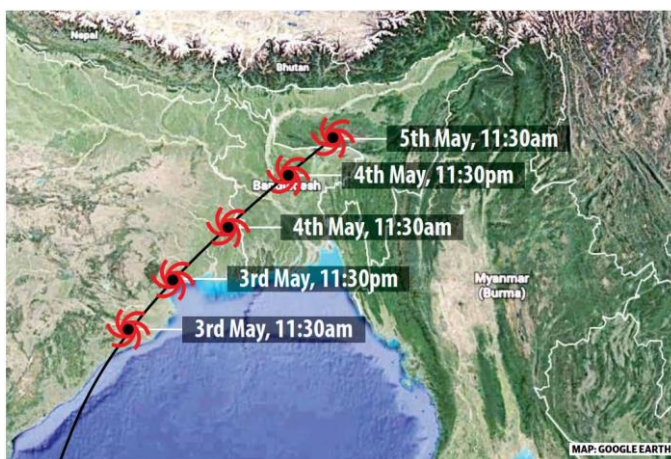 Nepal
Bhutan
5th May, 11:30am
4th May, 11:30pm
Bangladesh
4th May, 11:30am
3rd May, 11:30pm
Myanmar
(Burma)
3rd May, 11:30am
MAP: GOOGLE EARTH